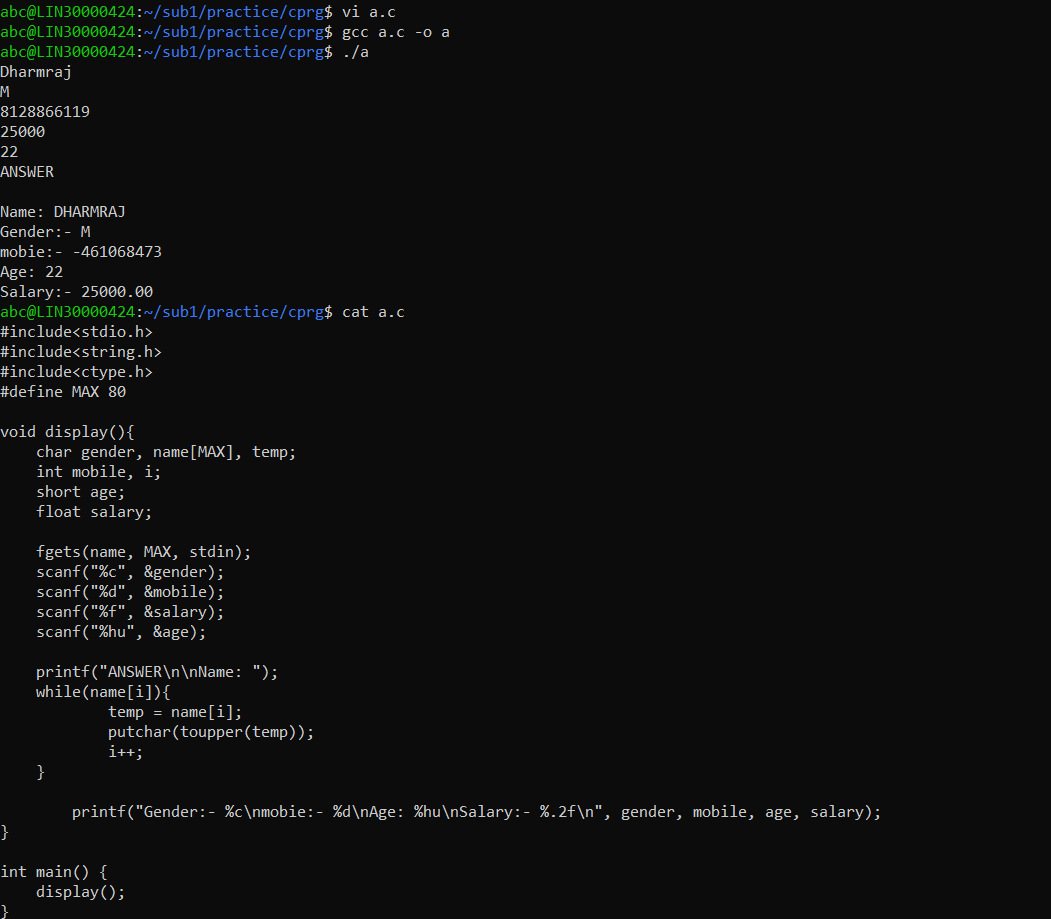 abc@LIN30000424:~/sub1/practice/cprg$ vi a.c
abc@LIN30000424:~/sub1/practice/cprg$ gcc a.c -o a
abc@LIN30000424:~/sub1/practice/cprg$ ./a
Dharmraj
M
8128866119
25000
22
ANSWER

Name: DHARMRAJ
Gender:- M
mobie:- -461068473
Age: 22
Salary:- 25000.00
abc@LIN30000424:~/sub1/practice/cprg$ cat a.c
#include<stdio.h>
#include<string.h>
#include<ctype.h>
#define MAX 80

void display(){
    char gender, name[MAX], temp;
    int mobile, i;
    short age;
    float salary;

    fgets(name, MAX, stdin);
    scanf("%c", &gender);
    scanf("%d", &mobile);
    scanf("%f", &salary);
    scanf("%hu", &age);

    printf("ANSWER\n\nName: ");
    while(name[i]){
            temp = name[i];
            putchar(toupper(temp));
            i++;
    }

        printf("Gender:- %c\nmobie:- %d\nAge: %hu\nSalary:- %.2f\n", gender, mobile, age, salary);
}

int main() {
    display();
}